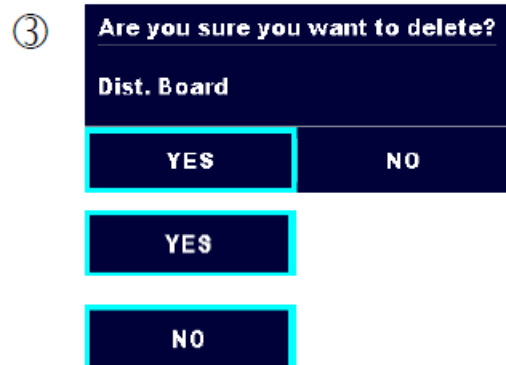 ③
Are you sure you want to delete?
Dist. Board
YES NO
YES
NO